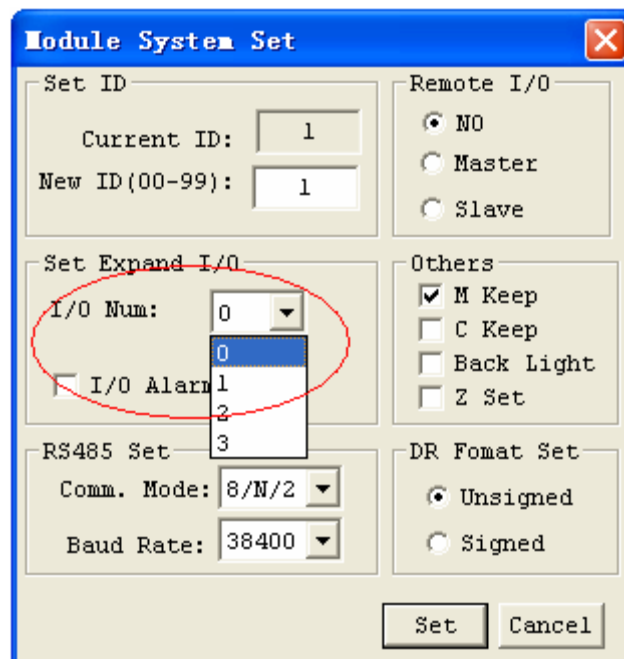 Module System Set
Set ID
Current ID: 1
New ID(00-99): 1
Remote I/O
NO
Master
Slave
Set Expand I/O
I/O Num: 0
0
1
2
3
I/O Alarm
Others
M Keep
C Keep
Back Light
Z Set
RS485 Set
Comm. Mode: 8/N/2
Baud Rate: 38400
DR Fomat Set
Unsigned
Signed
Set
Cancel